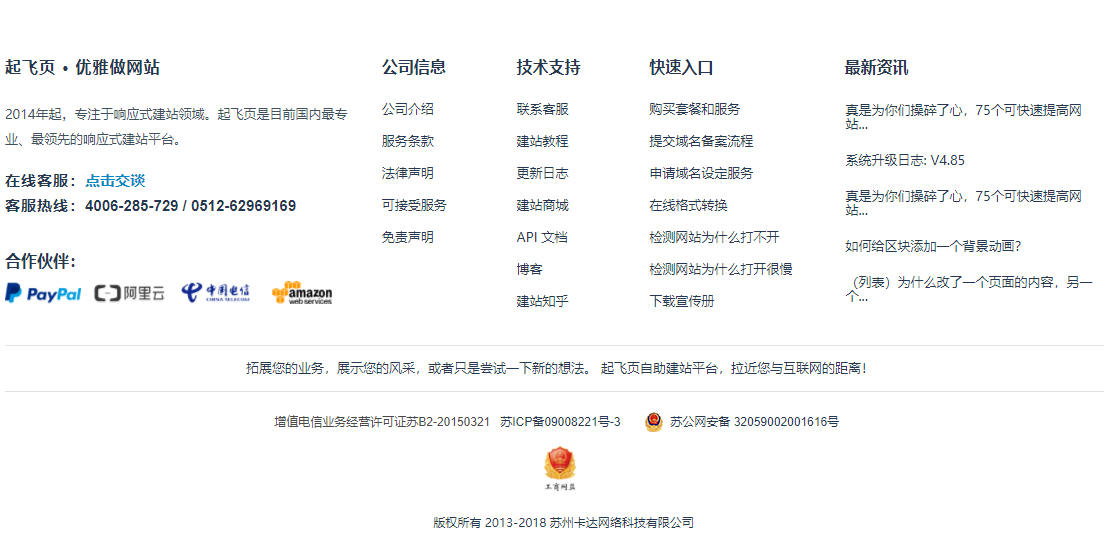 起飞页 • 优雅做网站
2014年起，专注于响应式建站领域。起飞页是目前国内最专
业、最领先的响应式建站平台。
在线客服：点击交谈
客服热线：4006-285-729 / 0512-62969169
合作伙伴：
PayPal 阿里云 中国电信 CHINA TELECOM amazon web services
公司信息
公司介绍
服务条款
法律声明
可接受服务
免责声明
技术支持
联系客服
建站教程
更新日志
建站商城
API 文档
博客
建站知乎
快速入口
购买套餐和服务
提交域名备案流程
申请域名设定服务
在线格式转换
检测网站为什么打不开
检测网站为什么打开很慢
下载宣传册
最新资讯
真是为你们操碎了心，75个可快速提高网
站...
系统升级日志: V4.85
真是为你们操碎了心，75个可快速提高网
站...
如何给区块添加一个背景动画?
（列表）为什么改了一个页面的内容，另一
个...
拓展您的业务，展示您的风采，或者只是尝试一下新的想法。 起飞页自助建站平台，拉近您与互联网的距离！
增值电信业务经营许可证苏B2-20150321 苏ICP备09008221号-3 苏公网安备 32059002001616号
工商网监
版权所有 2013-2018 苏州卡达网络科技有限公司